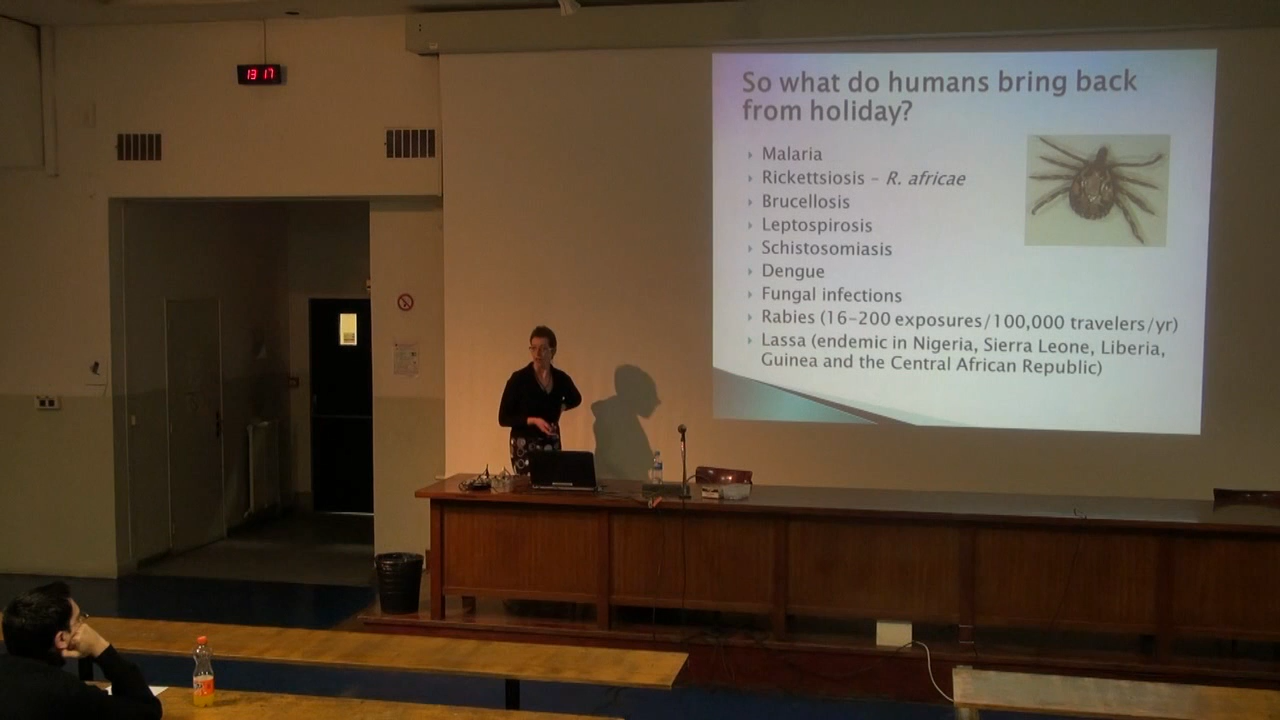 13 17
So what do humans bring back
from holiday?
Malaria
Rickettsiosis – R. africae
Brucellosis
Leptospirosis
Schistosomiasis
Dengue
Fungal infections
Rabies (16-200 exposures/100,000 travelers/yr)
Lassa (endemic in Nigeria, Sierra Leone, Liberia,
Guinea and the Central African Republic)